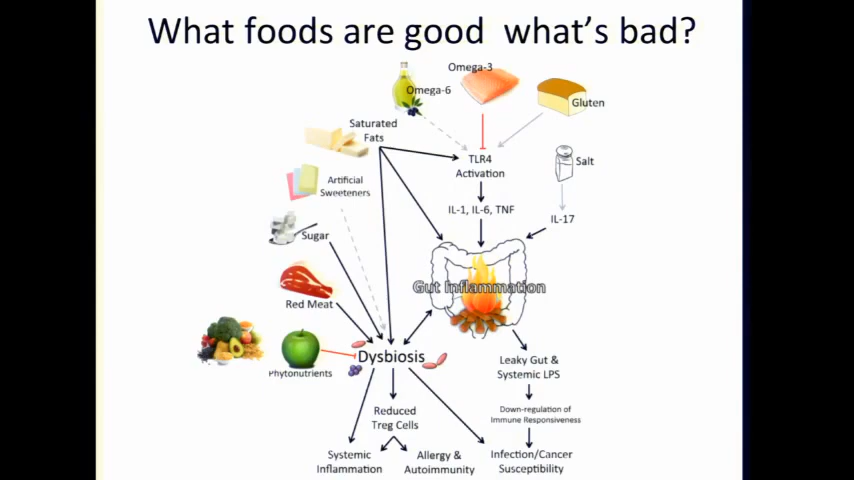 What foods are good  what's bad?
Omega-3
Omega-6
Gluten
Saturated
Fats
TLR4
Activation
Salt
Artificial
Sweeteners
IL-1, IL-6, TNF
IL-17
Sugar
Gut Inflammation
Red Meat
Dysbiosis
Phytonutrients
Leaky Gut &
Systemic LPS
Reduced
Treg Cells
Down-regulation of
Immune Responsiveness
Systemic
Inflammation
Allergy &
Autoimmunity
Infection/Cancer
Susceptibility